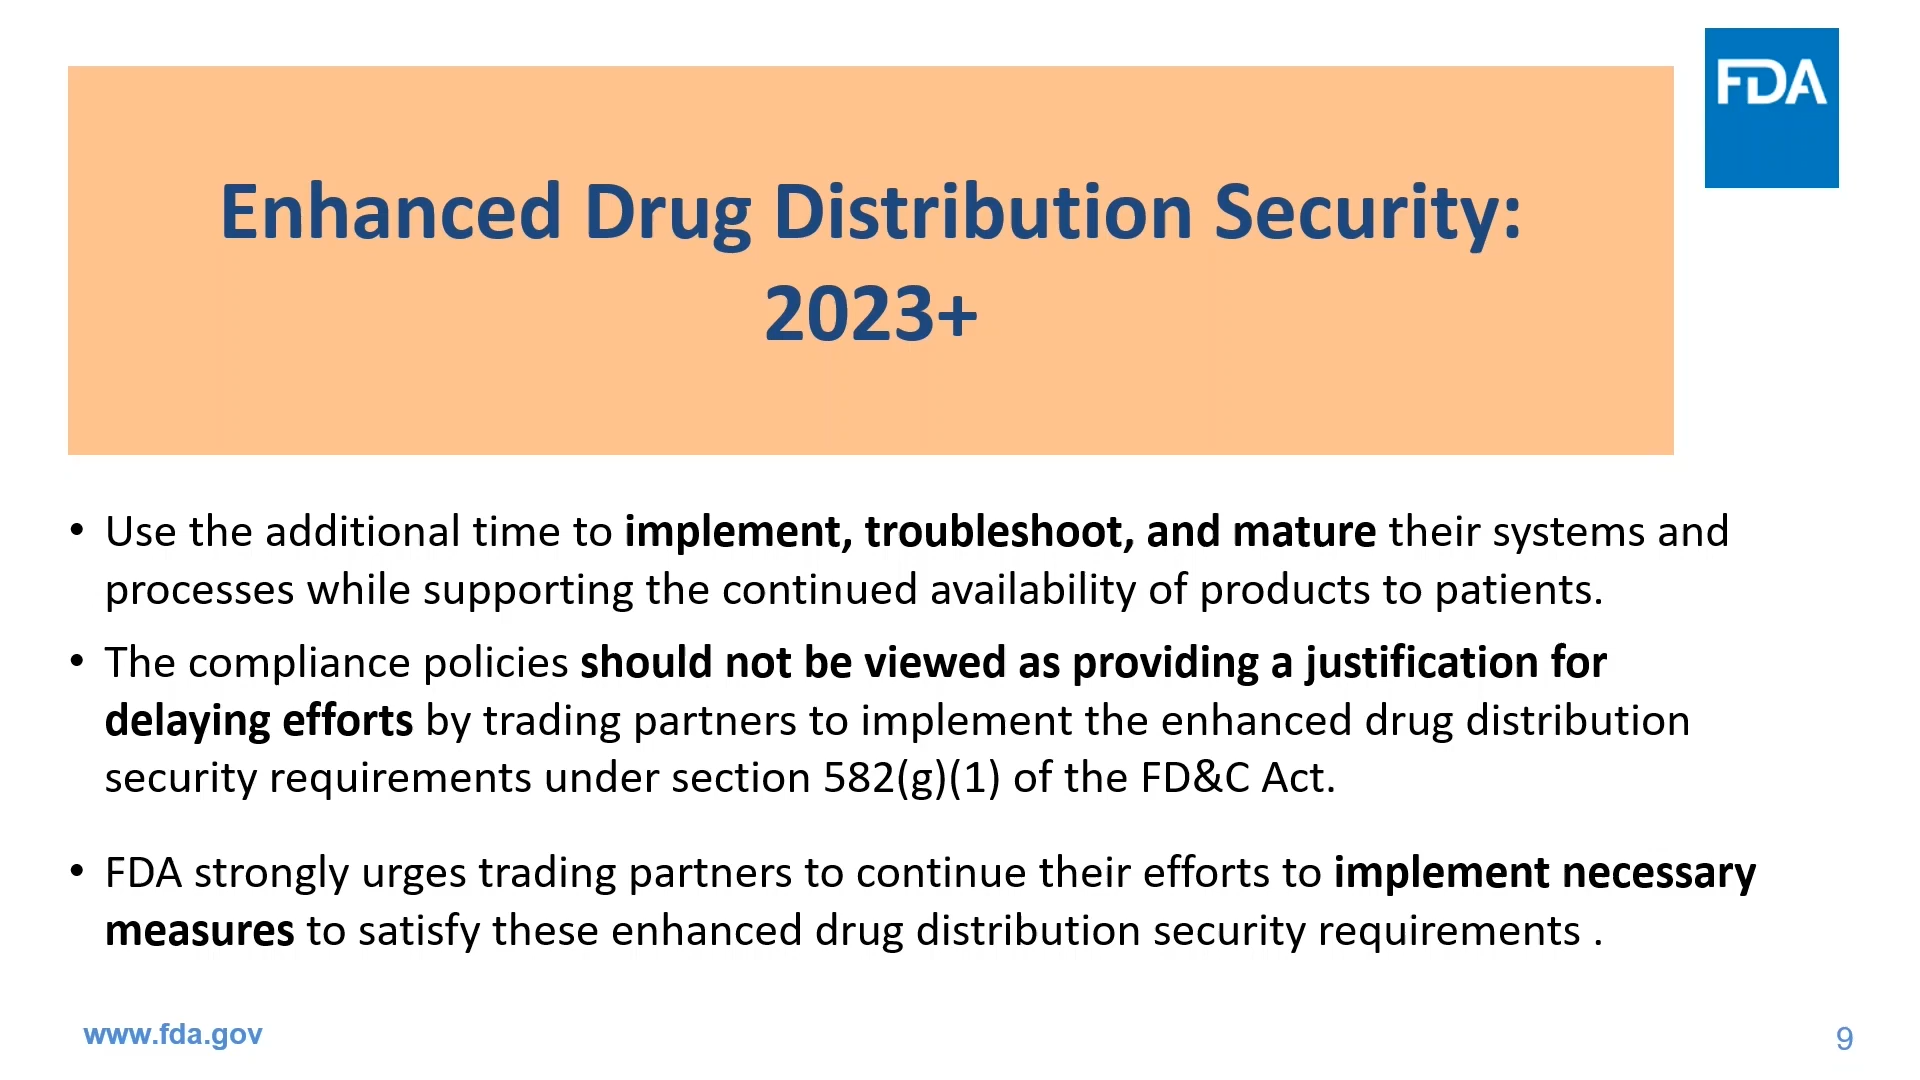 FDA
Enhanced Drug Distribution Security:
2023+
• Use the additional time to implement, troubleshoot, and mature their systems and
processes while supporting the continued availability of products to patients.
• The compliance policies should not be viewed as providing a justification for
delaying efforts by trading partners to implement the enhanced drug distribution
security requirements under section 582(g)(1) of the FD&C Act.
• FDA strongly urges trading partners to continue their efforts to implement necessary
measures to satisfy these enhanced drug distribution security requirements .
www.fda.gov
9